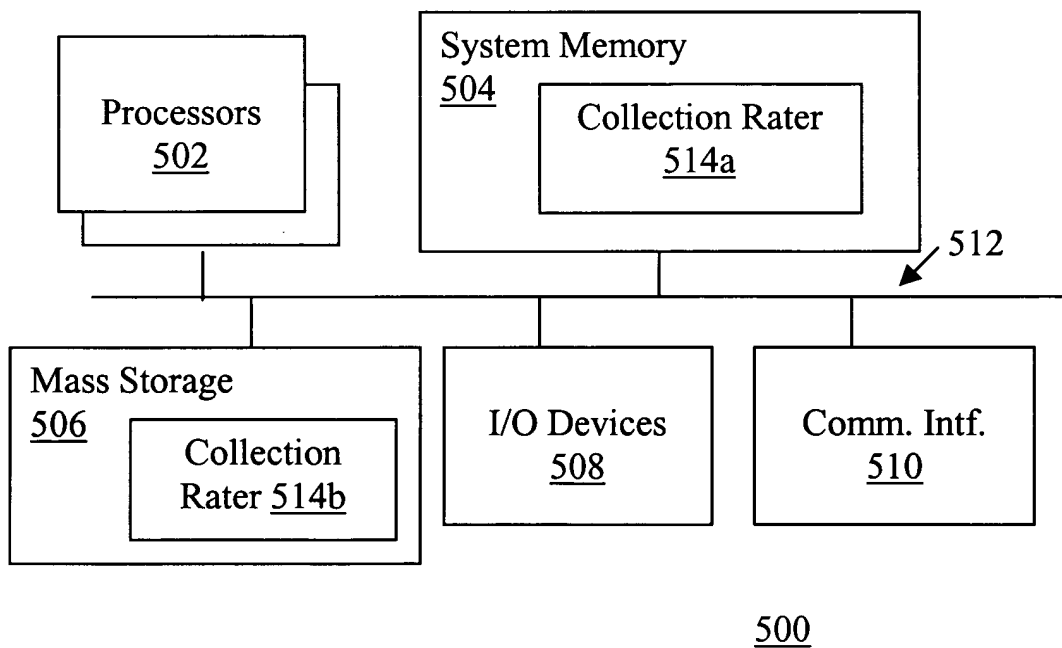 Processors
502
System Memory
504
Collection Rater
514a
512
Mass Storage
506
Collection
Rater 514b
I/O Devices
508
Comm. Intf.
510
500